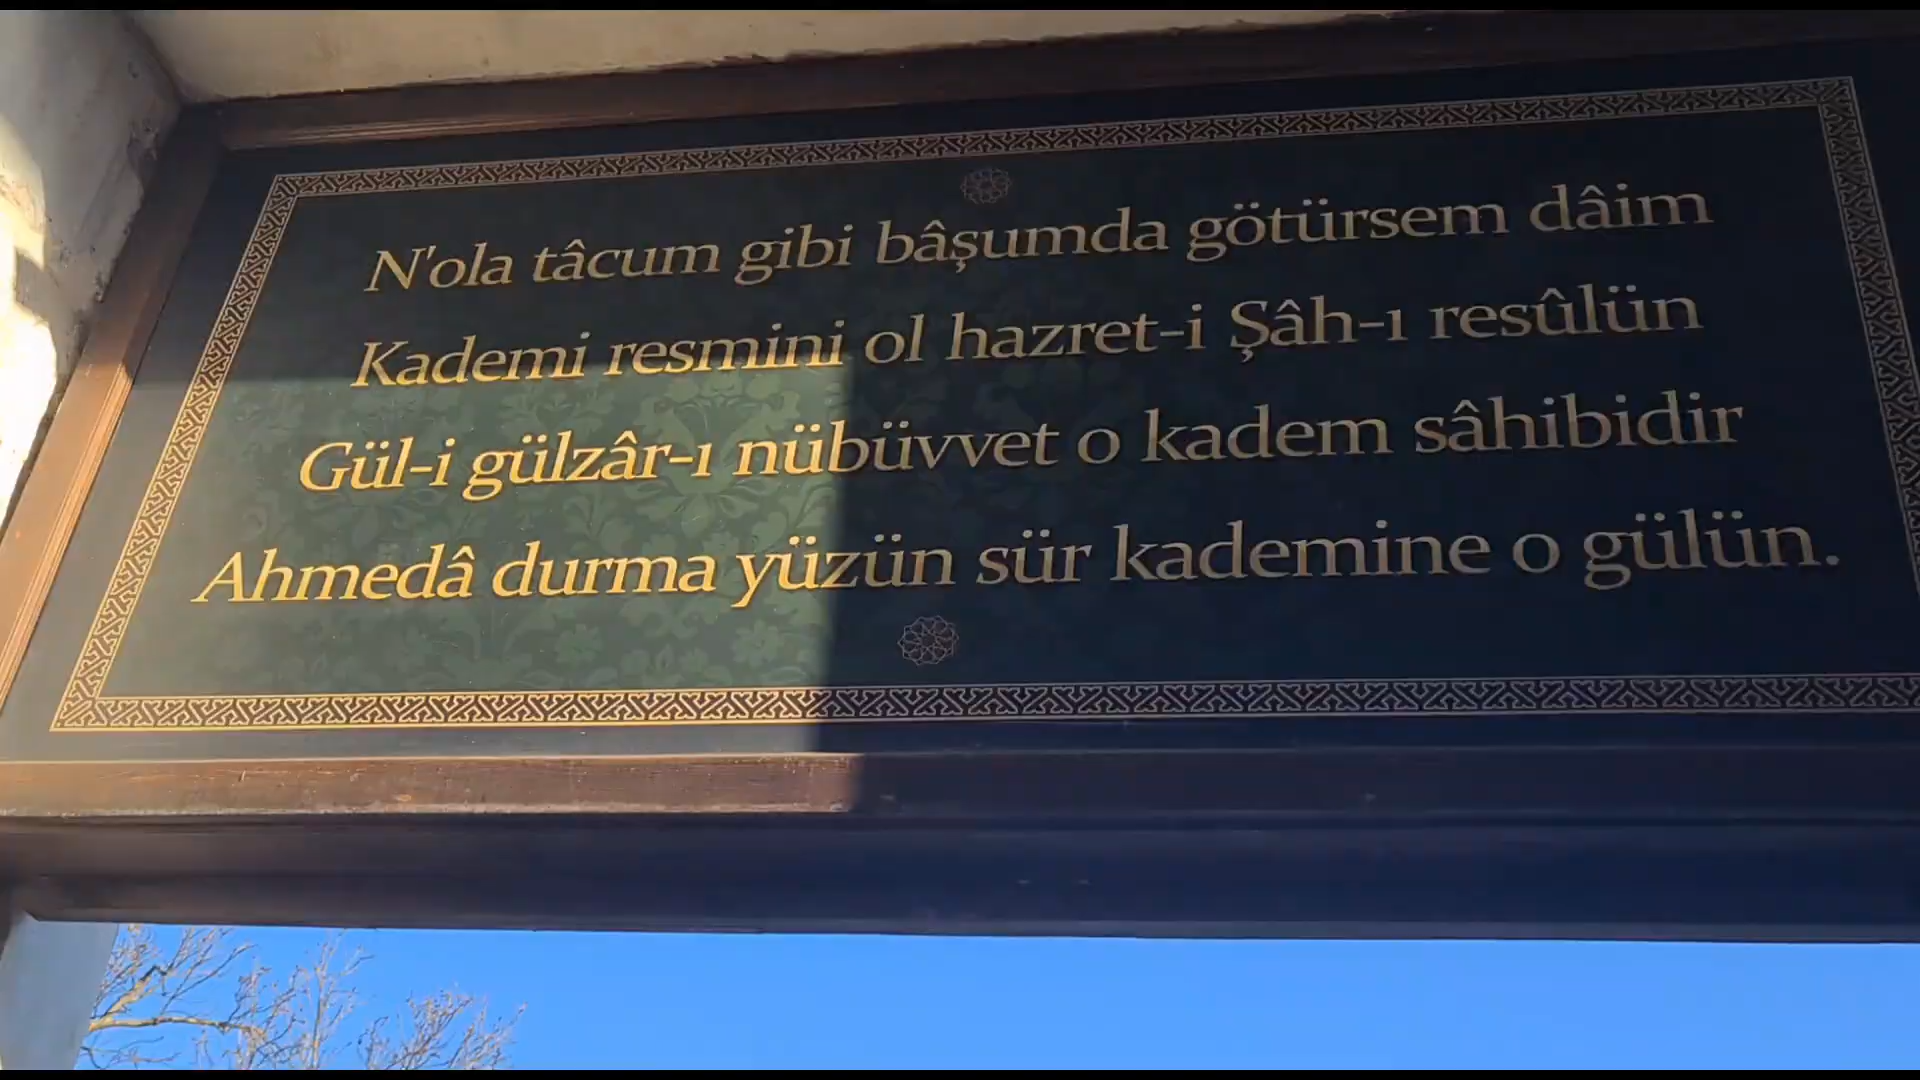 N'ola tâcum gibi bâşumda götürsem dâim
Kademi resmini ol hazret-i Şâh-ı resûlün
Gül-i gülzâr-ı nübüvvet o kadem sâhibidir
Ahmedâ durma yüzün sür kademine o gülün.